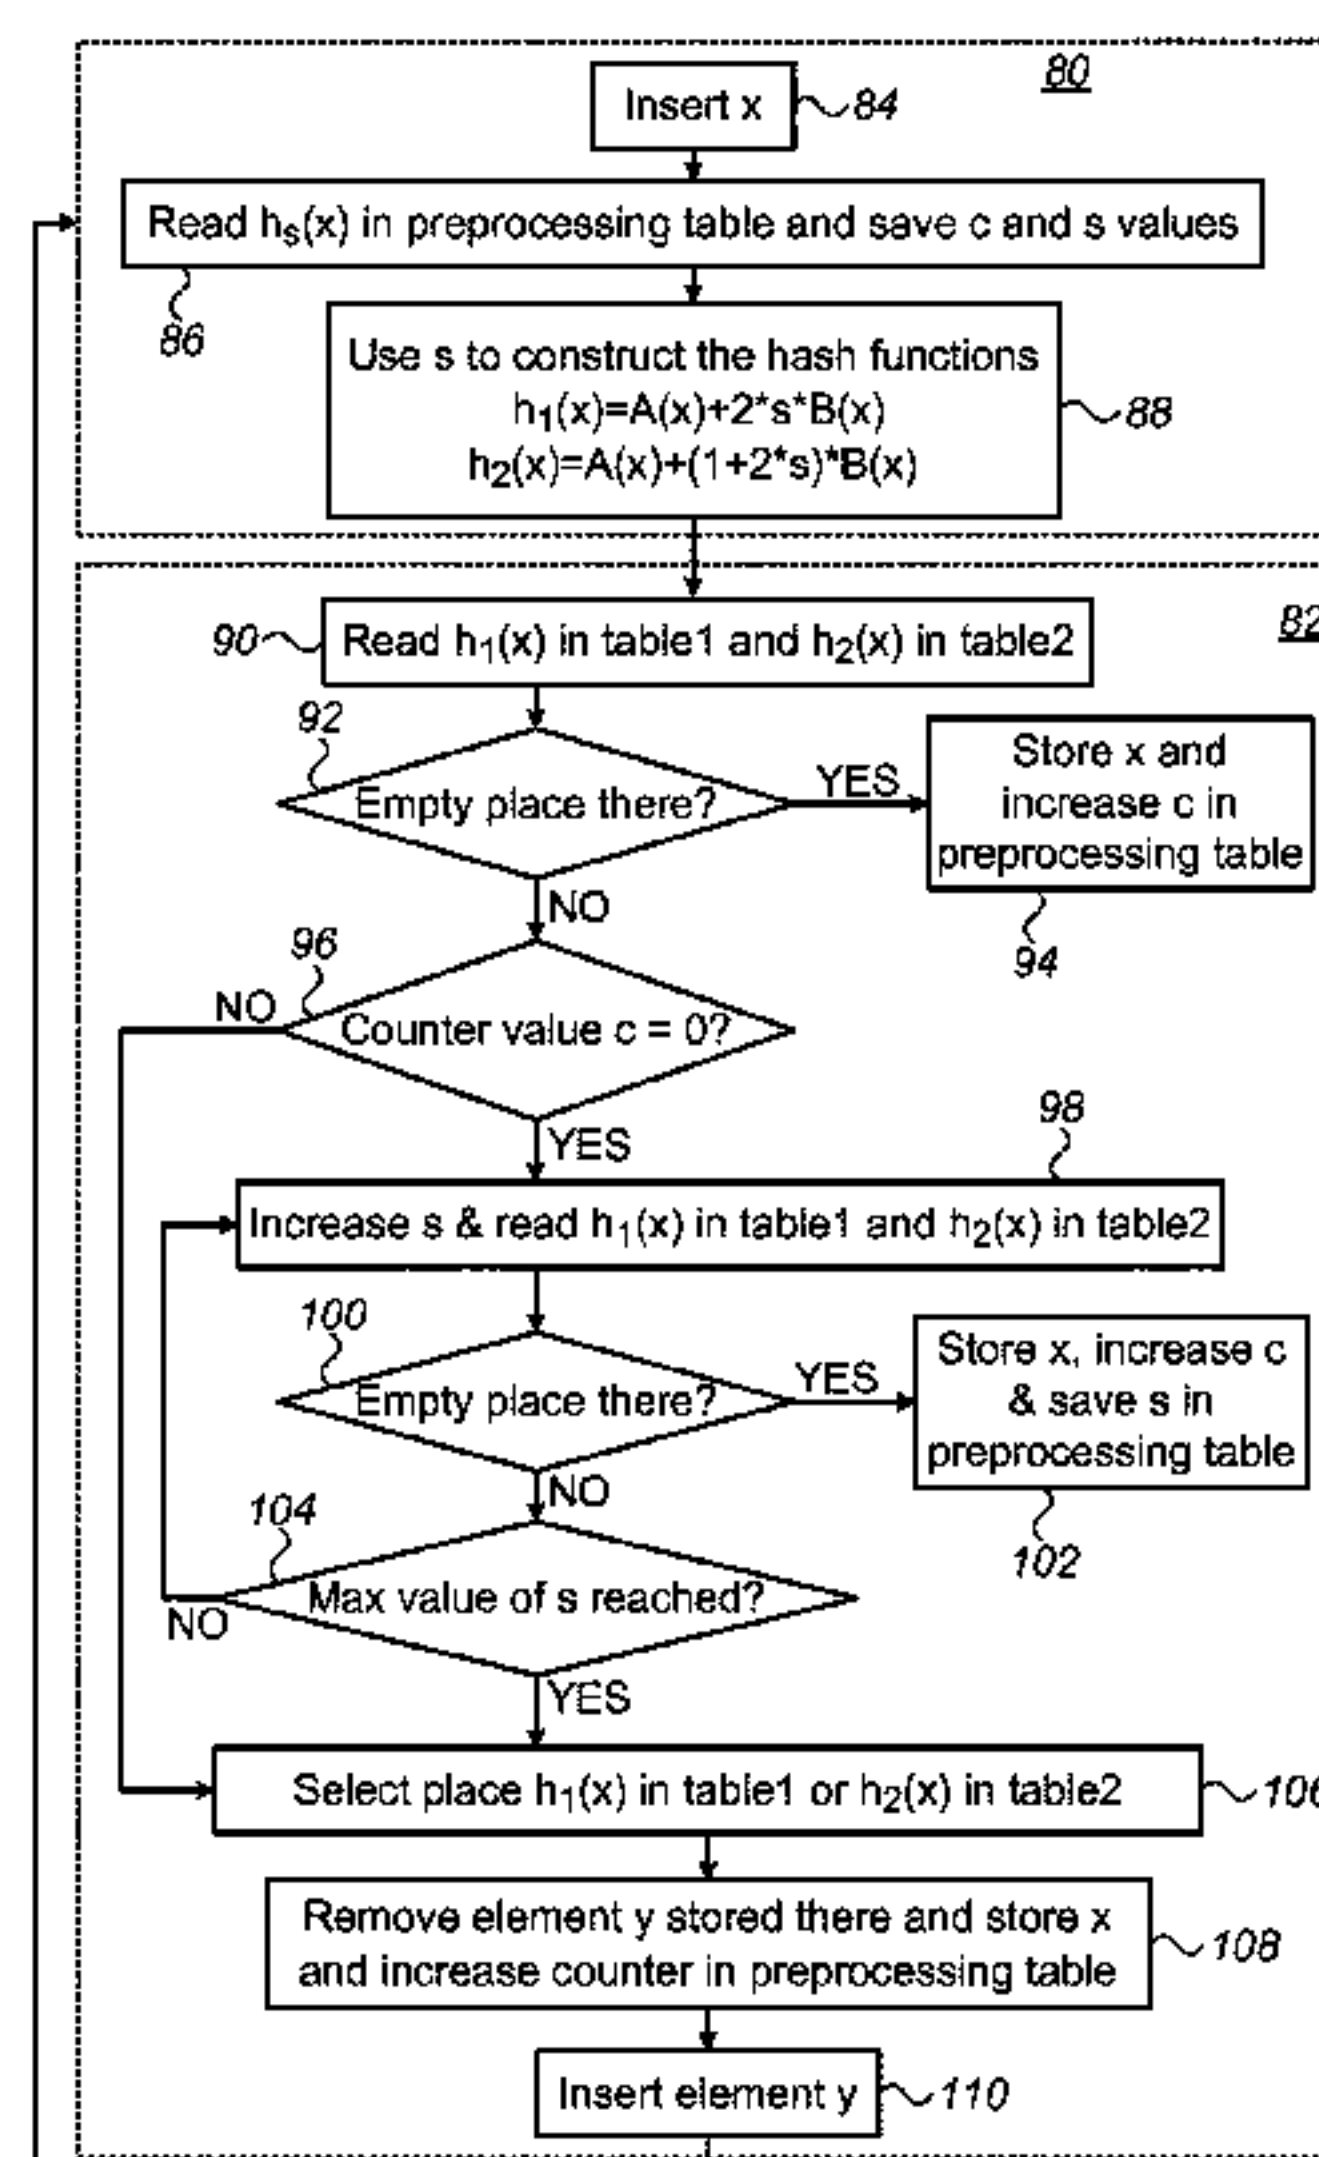 80
Insert x
84
Read hs(x) in preprocessing table and save c and s values
86
Use s to construct the hash functions
h1(x)=A(x)+2*s*B(x)
h2(x)=A(x)+(1+2*s)*B(x)
88
82
90
Read h1(x) in table1 and h2(x) in table2
92
Empty place there?
YES
Store x and
increase c in
preprocessing table
94
NO
96
NO
Counter value c = 0?
YES
98
Increase s & read h1(x) in table1 and h2(x) in table2
100
Empty place there?
YES
Store x, increase c
& save s in
preprocessing table
102
NO
104
Max value of s reached?
NO
YES
Select place h1(x) in table1 or h2(x) in table2
106
Remove element y stored there and store x
and increase counter in preprocessing table
108
Insert element y
110